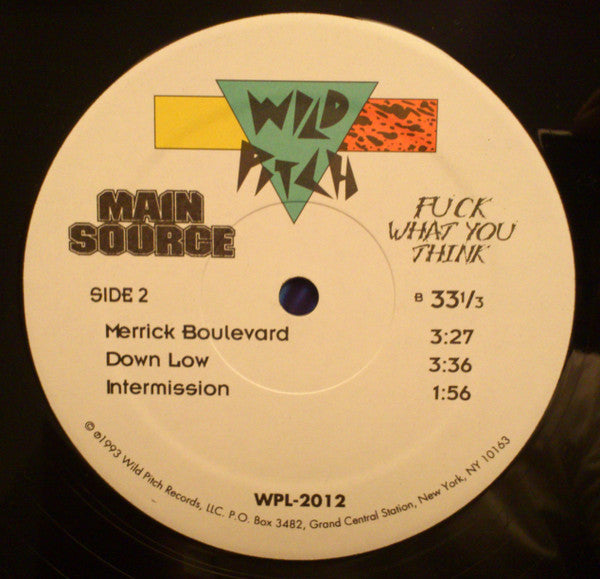 WILD
PITCH
MAIN
SOURCE
FUCK
WHAT YOU
THINK
SIDE 2
B 33 1/3
Merrick Boulevard 3:27
Down Low 3:36
Intermission 1:56
WPL-2012
© ℗1993 Wild Pitch Records, LLC. P.O. Box 3482, Grand Central Station, New York, NY 10163